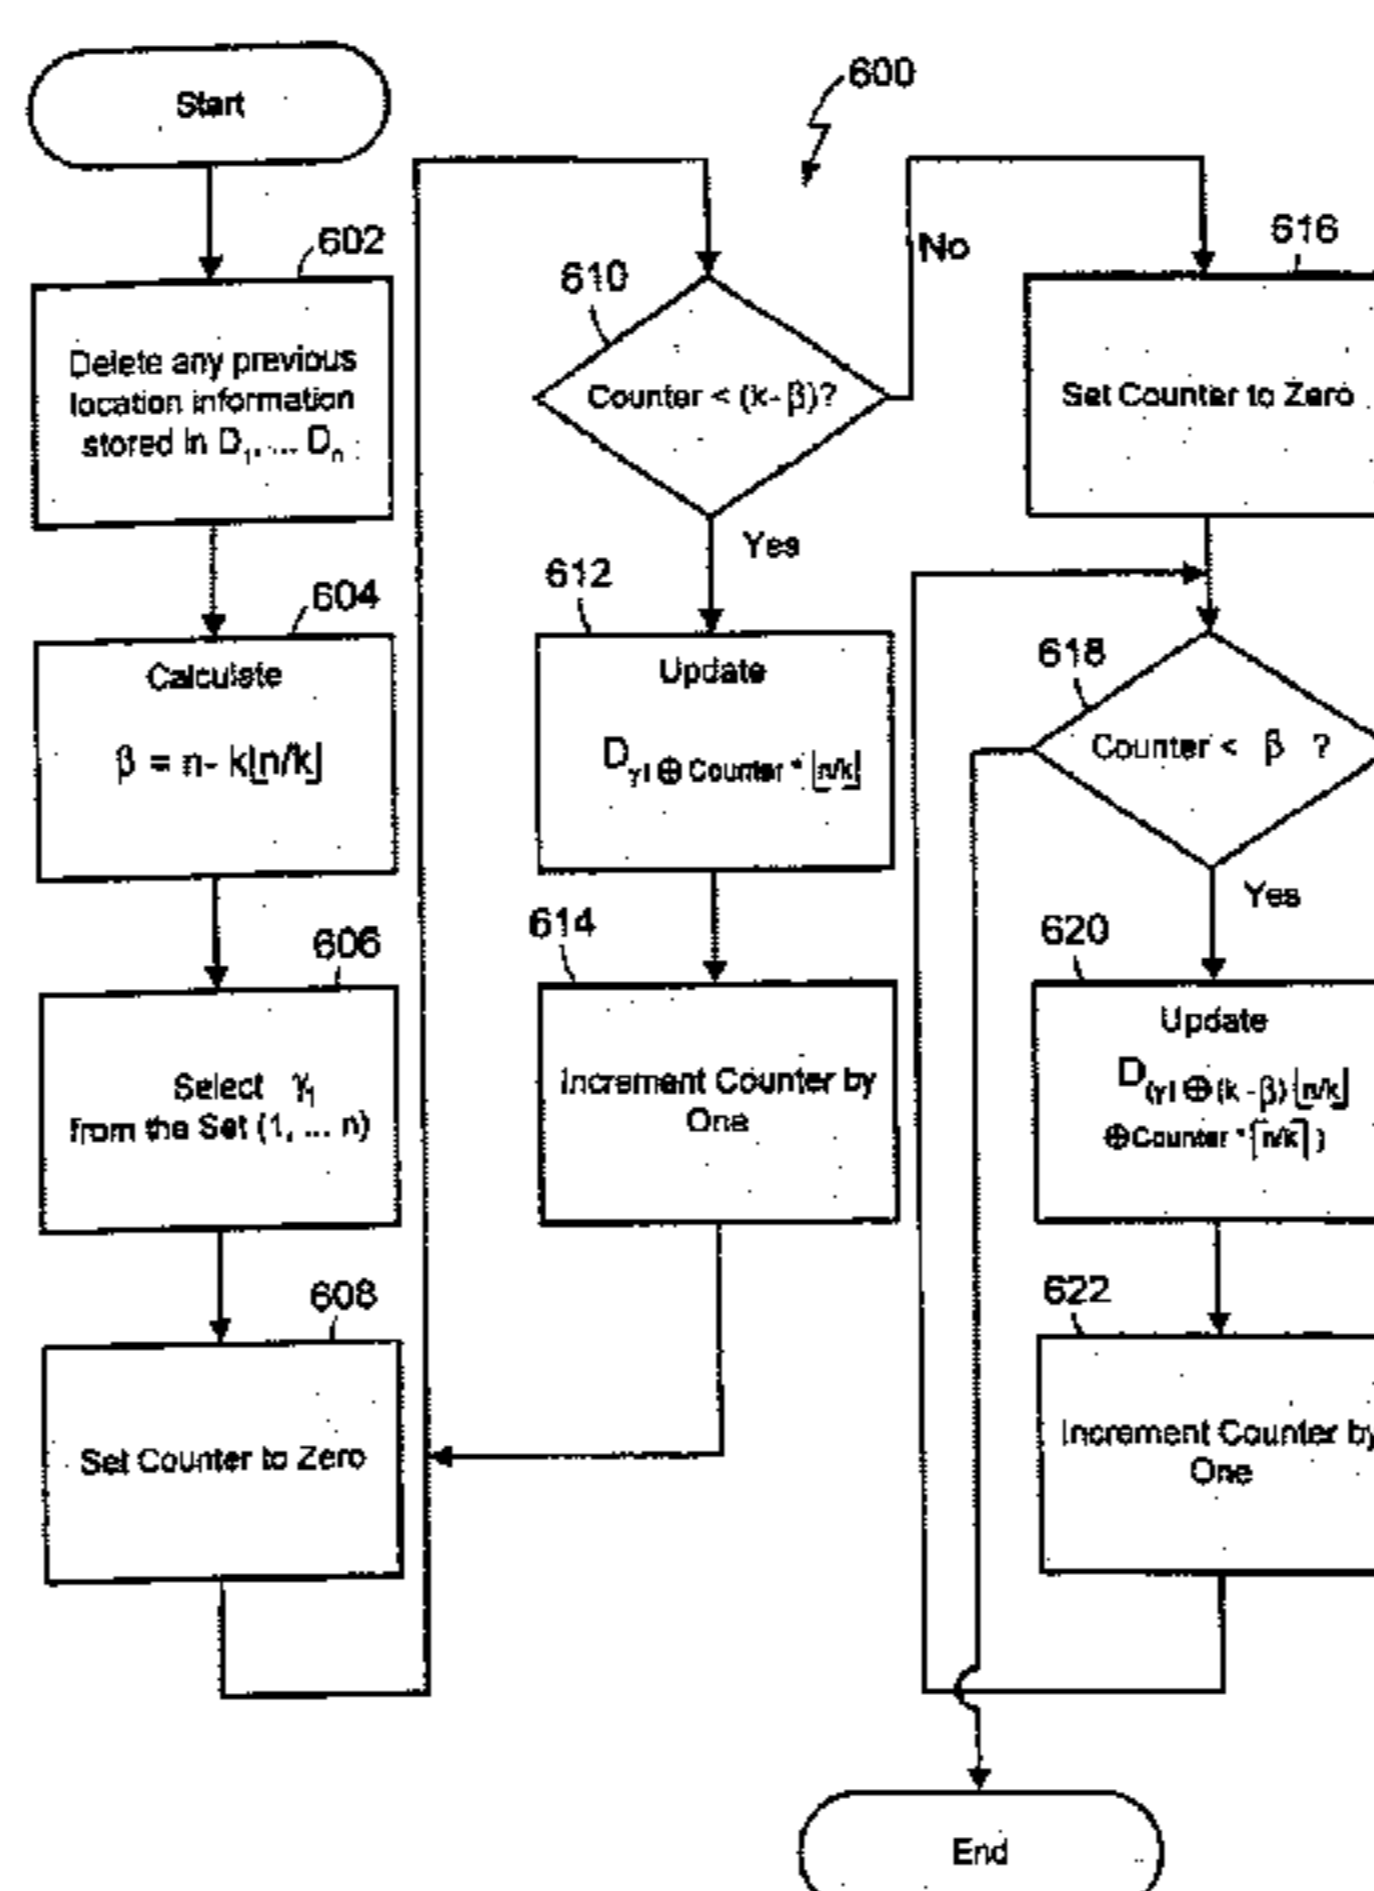 Start
602
Delete any previous
location information
stored in D₁, ... Dₙ
604
Calculate
β = n- k⌊n/k⌋
606
Select γ₁
from the Set (1, ... n)
608
Set Counter to Zero
600
610
Counter < (k- β)?
No
Yes
612
Update
D γ₁ ⊕ Counter * ⌊n/k⌋
614
Increment Counter by
One
616
Set Counter to Zero
618
Counter < β ?
Yes
620
Update
D (γ₁ ⊕ (k - β) ⌊n/k⌋
⊕Counter * ⌈n/k⌉ )
622
Increment Counter by
One
End